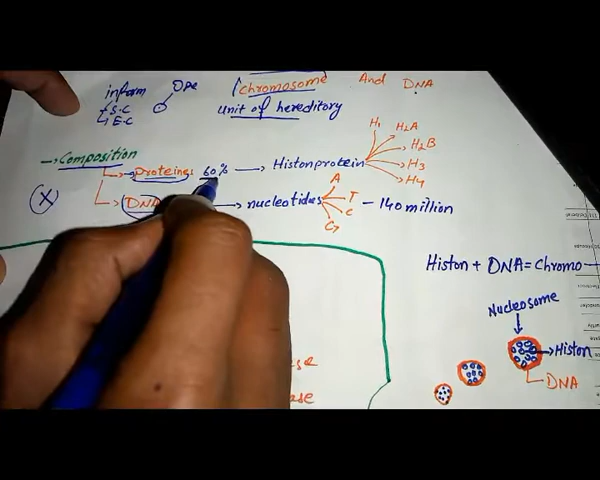 chromosome And DNA
inform
S.C
E.C
unit of hereditory
→ Composition
→ Proteins 60% → Histonprotein
H1
H2A
H2B
H3
H4
→ DNA → nucleotides
A
T
C
G
- 140 million
Histon + DNA = Chromo
Nucleosome
→ Histon
DNA